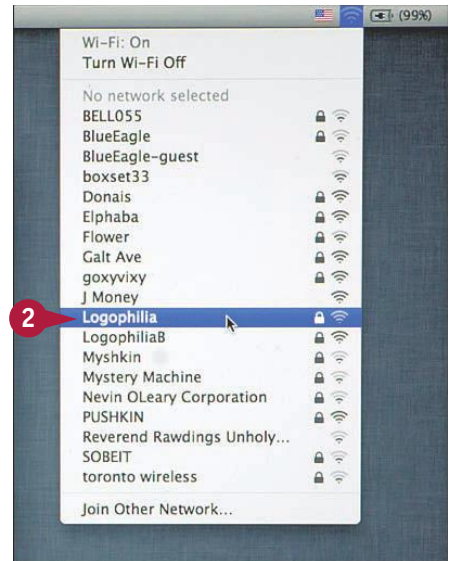 (99%)
Wi-Fi: On
Turn Wi-Fi Off
No network selected
BELL055
BlueEagle
BlueEagle-guest
boxset33
Donais
Elphaba
Flower
Galt Ave
goxyvixy
J Money
2
Logophilia
LogophiliaB
Myshkin
Mystery Machine
Nevin OLeary Corporation
PUSHKIN
Reverend Rawdings Unholy...
SOBEIT
toronto wireless
Join Other Network...